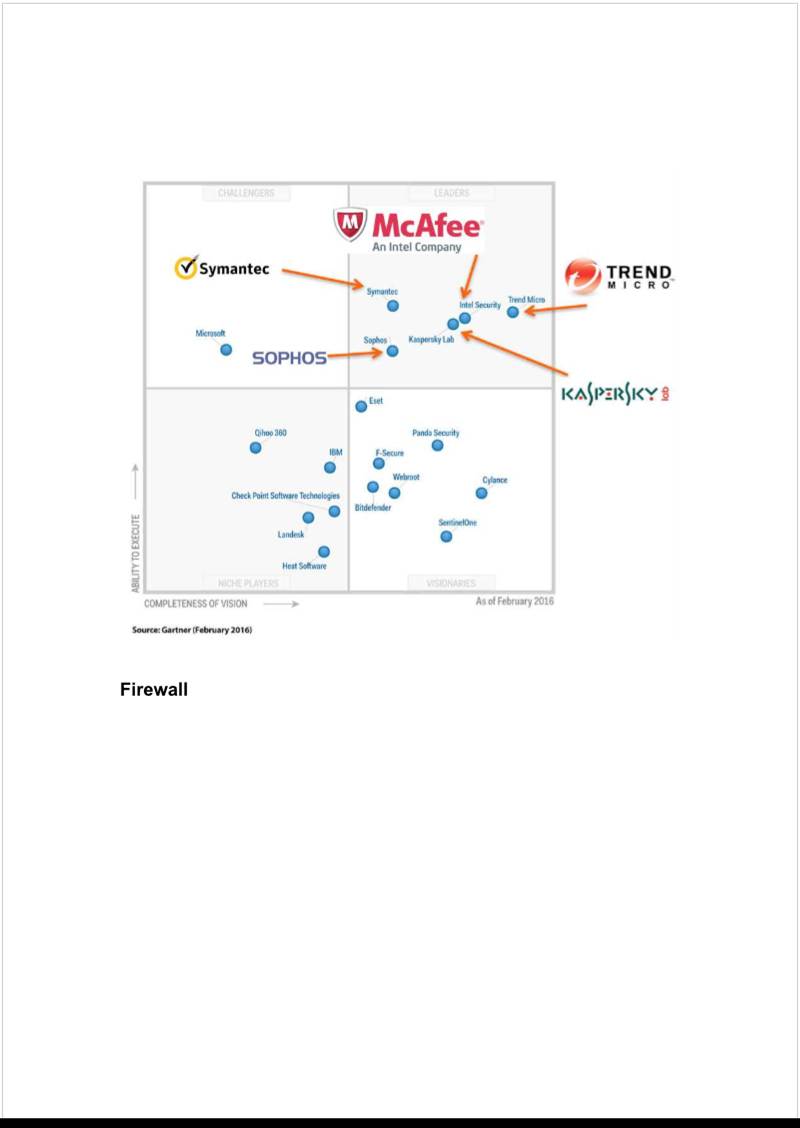 CHALLENGERS
LEADERS
McAfee
An Intel Company
Symantec
TREND
MICRO
Symantec
Intel Security
Trend Micro
Microsoft
Sophos
Kaspersky Lab
SOPHOS
KASPERSKY lab
Eset
Qihoo 360
Panda Security
IBM
F-Secure
Webroot
Cylance
Check Point Software Technologies
Bitdefender
SentinelOne
Landesk
Heat Software
ABILITY TO EXECUTE
NICHE PLAYERS
VISIONARIES
COMPLETENESS OF VISION
As of February 2016
Source: Gartner (February 2016)
Firewall